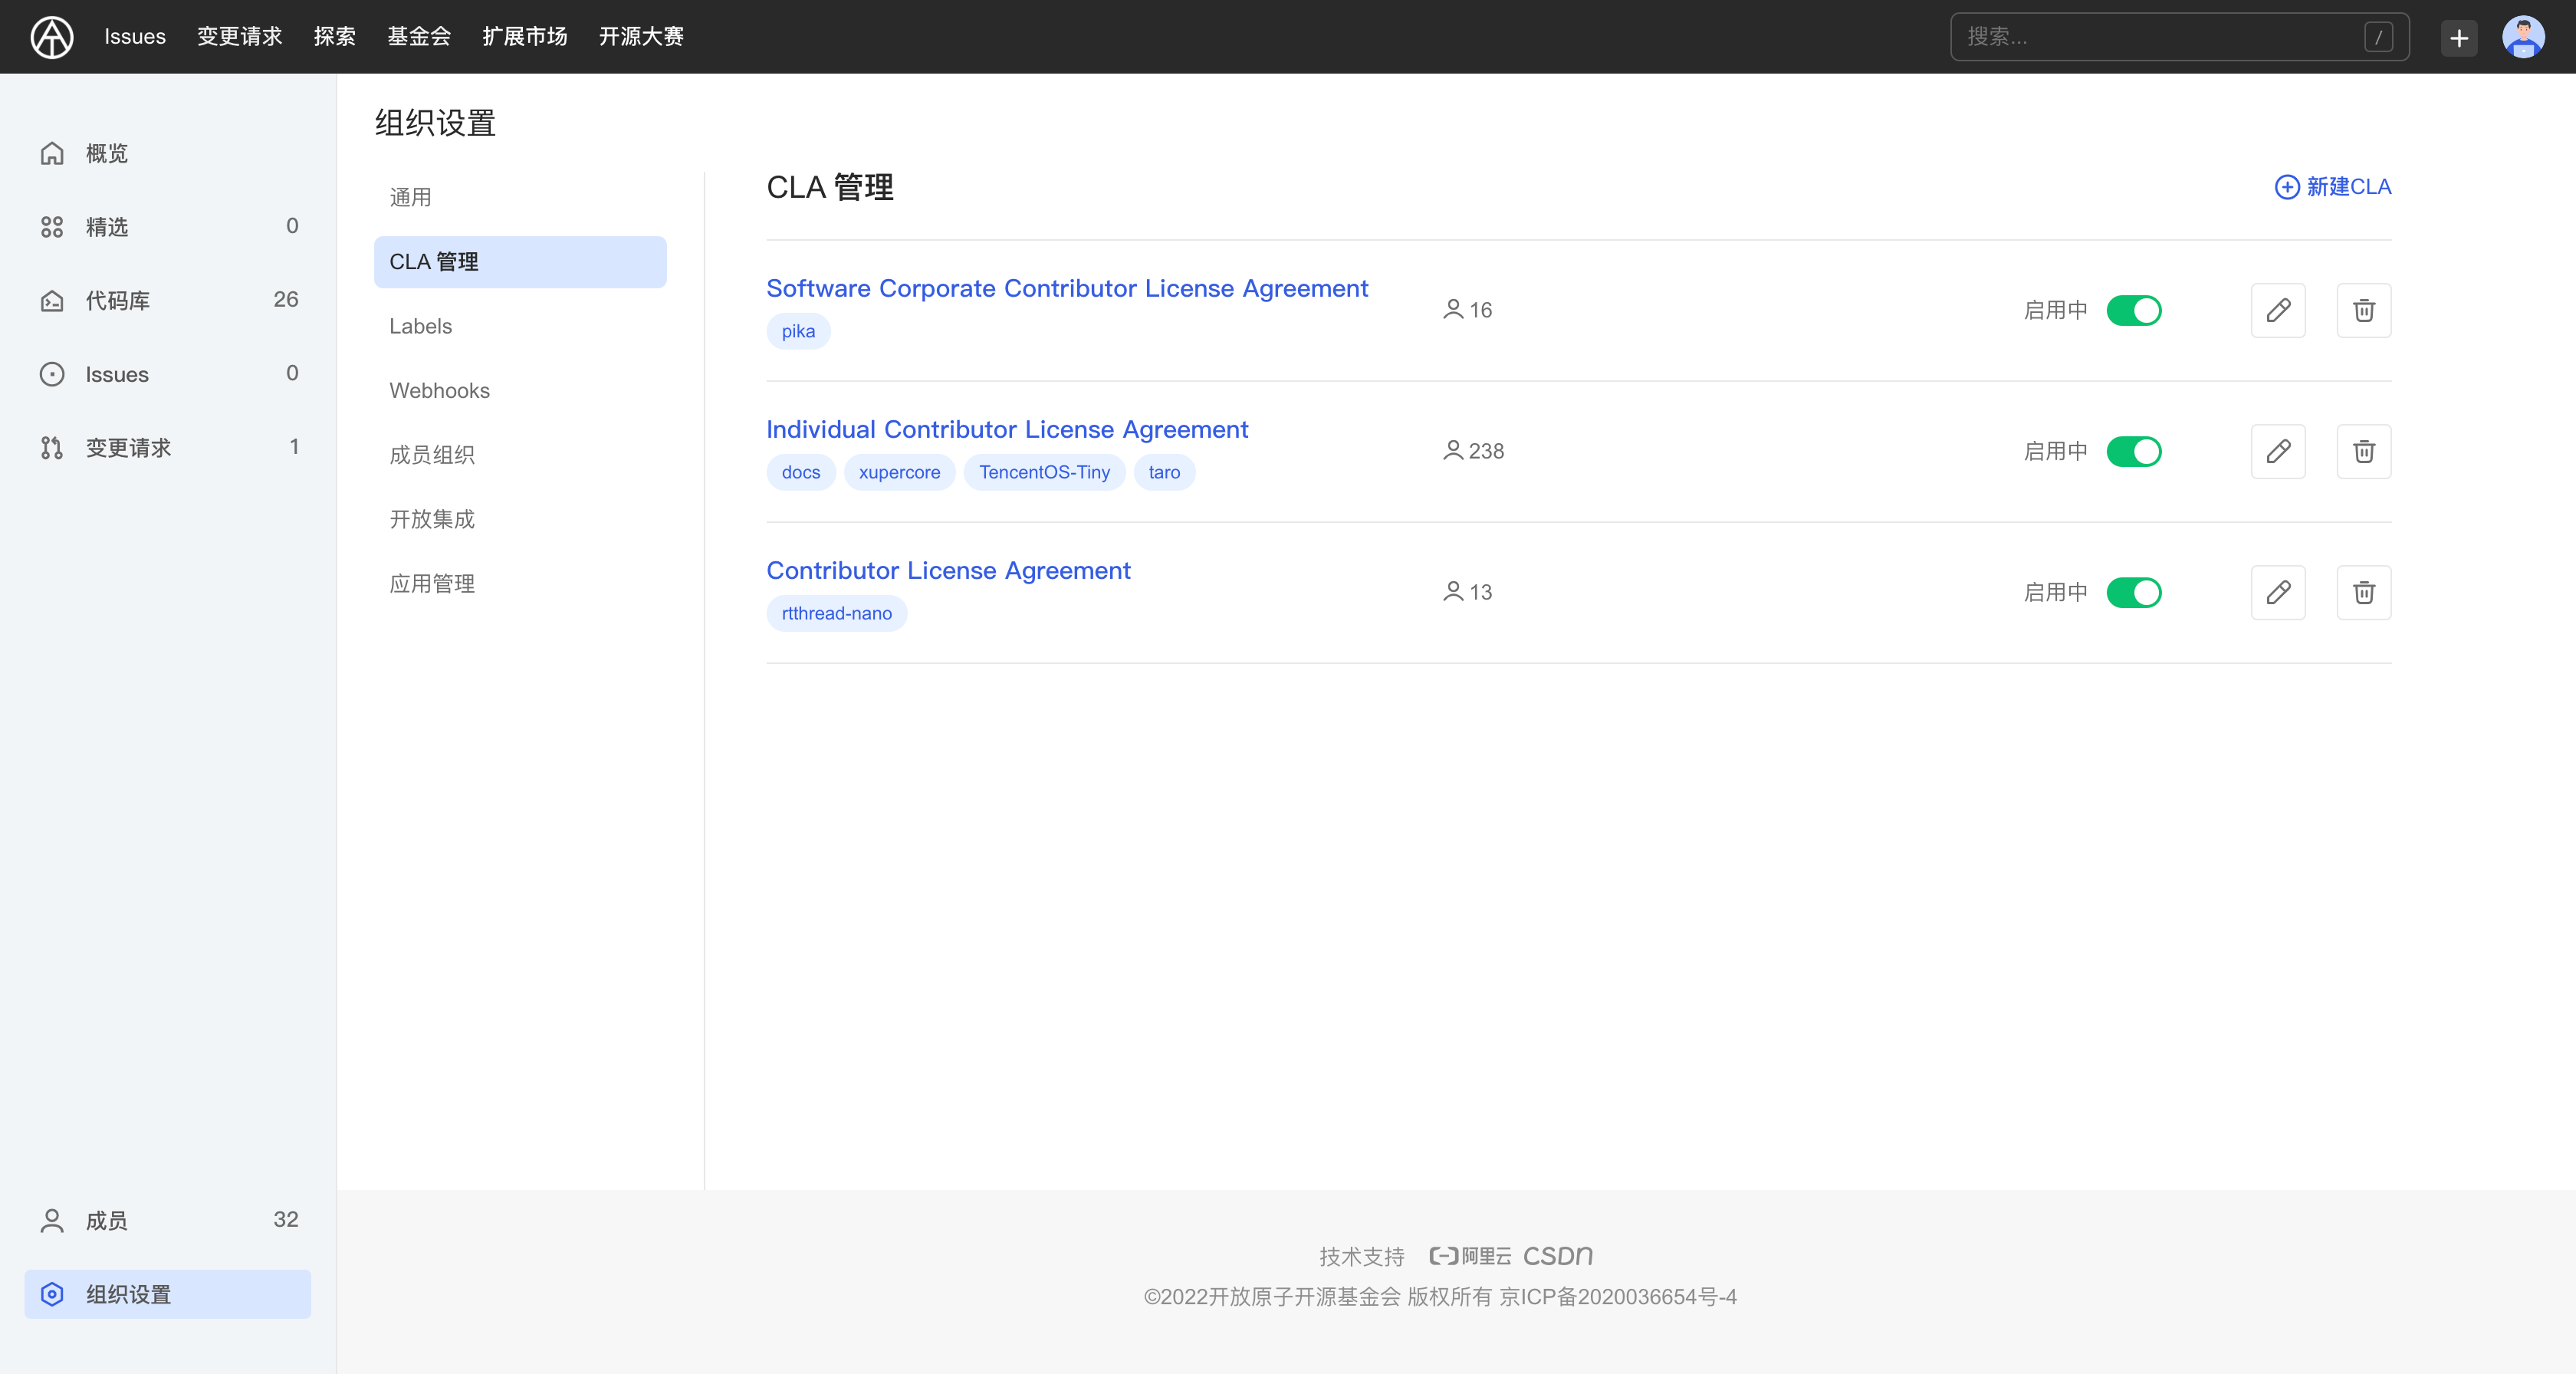 Issues 变更请求 探索 基金会 扩展市场 开源大赛 搜索... /
概览
精选 0
代码库 26
Issues 0
变更请求 1
成员 32
组织设置
组织设置
通用
CLA 管理
Labels
Webhooks
成员组织
开放集成
应用管理
CLA 管理 新建CLA
Software Corporate Contributor License Agreement
pika
16 启用中
Individual Contributor License Agreement
docs xupercore TencentOS-Tiny taro
238 启用中
Contributor License Agreement
rtthread-nano
13 启用中
技术支持 阿里云 CSDN
©2022开放原子开源基金会 版权所有 京ICP备2020036654号-4